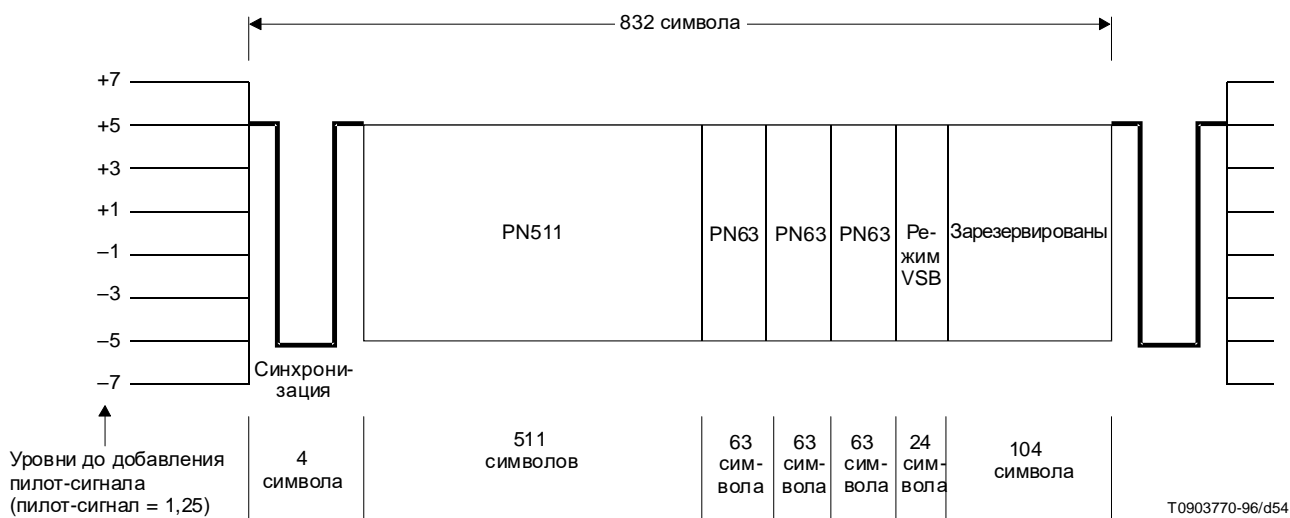 832 символа
+7
+5
+3
+1
–1
–3
–5
–7
PN511
PN63
PN63
PN63
Ре-
жим
VSB
Зарезервированы
Синхрони-
зация
Уровни до добавления
пилот-сигнала
(пилот-сигнал = 1,25)
4
символа
511
символов
63
сим-
вола
63
сим-
вола
63
сим-
вола
24
сим-
вола
104
символа
T0903770-96/d54